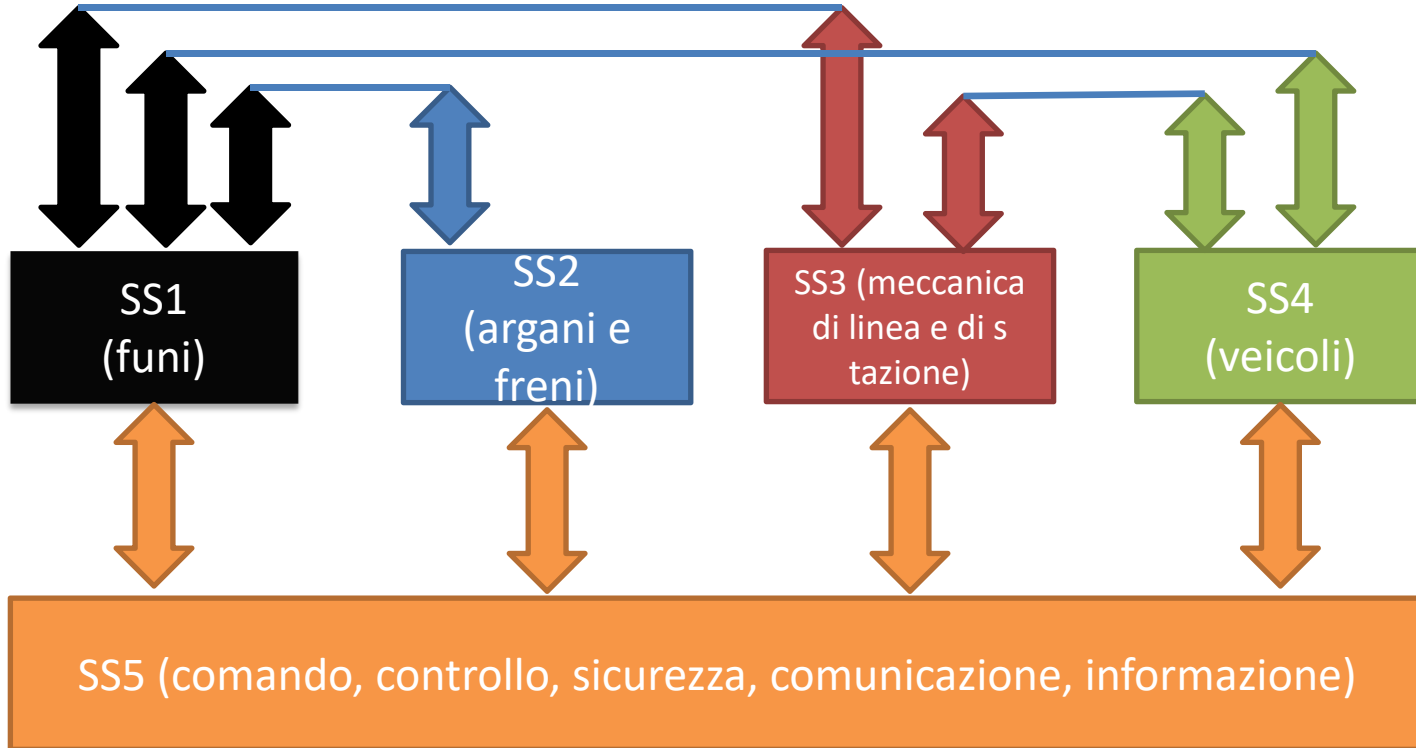 SS1
(funi)
SS2
(argani e
freni)
SS3 (meccanica
di linea e di s
tazione)
SS4
(veicoli)
SS5 (comando, controllo, sicurezza, comunicazione, informazione)